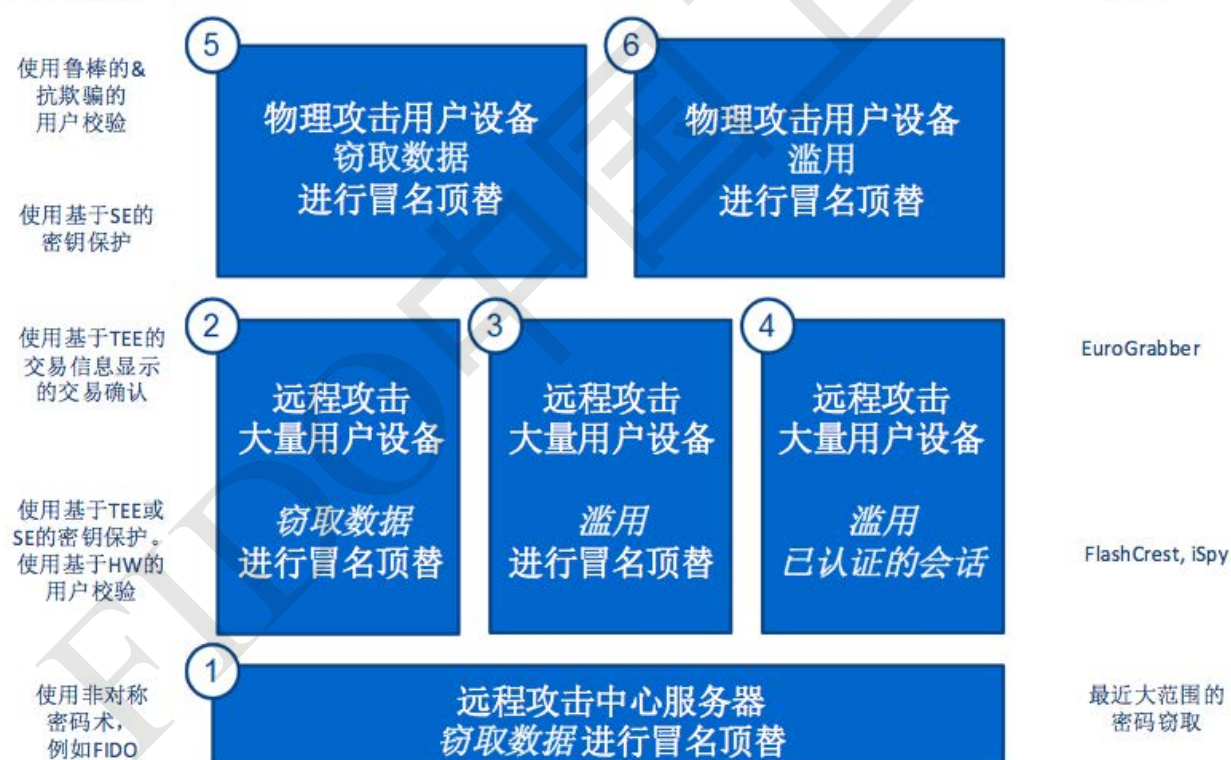 使用鲁棒的&
抗欺骗的
用户校验
使用基于SE的
密钥保护
5
物理攻击用户设备
窃取数据
进行冒名顶替
6
物理攻击用户设备
滥用
进行冒名顶替
使用基于TEE的
交易信息显示
的交易确认
使用基于TEE或
SE的密钥保护。
使用基于HW的
用户校验
2
远程攻击
大量用户设备
窃取数据
进行冒名顶替
3
远程攻击
大量用户设备
滥用
进行冒名顶替
4
远程攻击
大量用户设备
滥用
已认证的会话
EuroGrabber
FlashCrest, iSpy
使用非对称
密码术,
例如FIDO
1
远程攻击中心服务器
窃取数据 进行冒名顶替
最近大范围的
密码窃取
FIDO中国